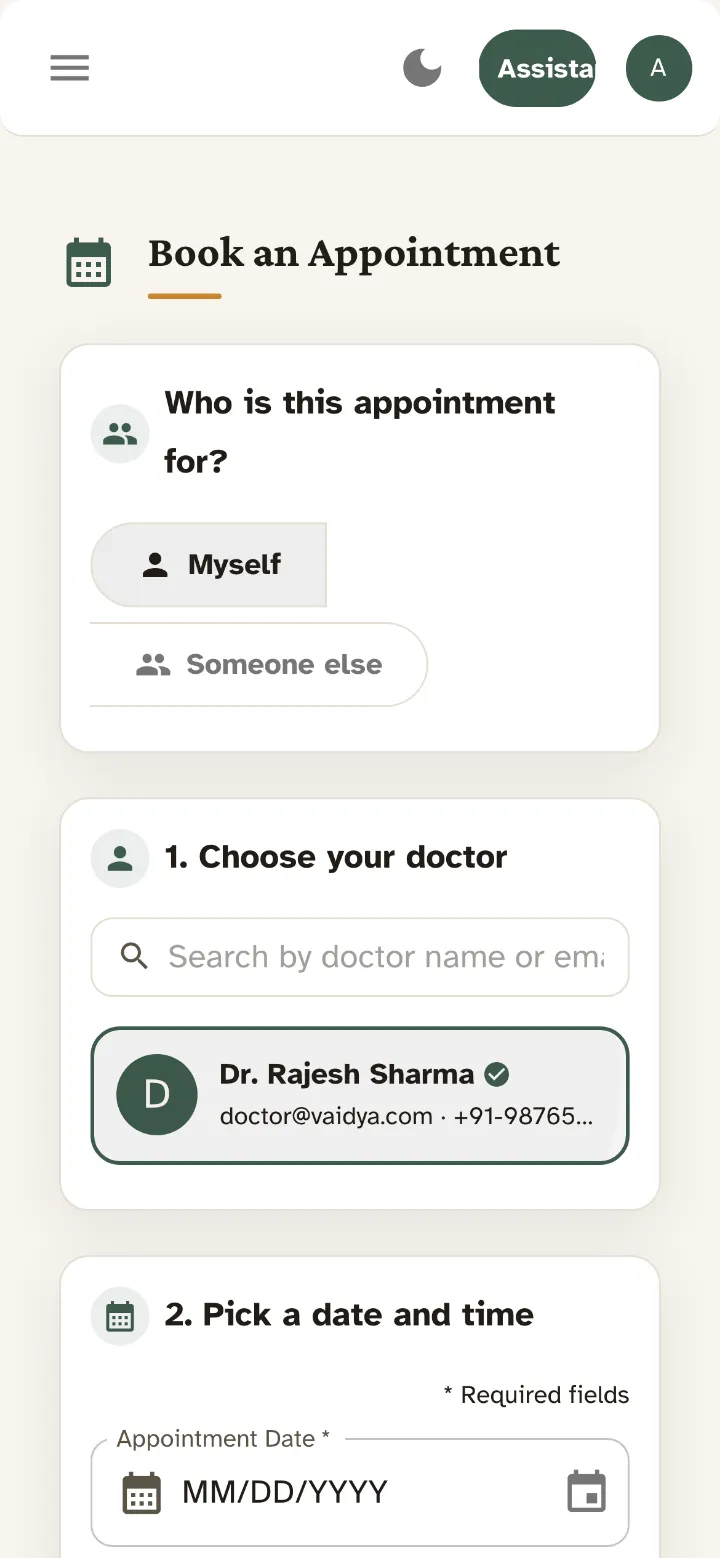 Assista
A
Book an Appointment
Who is this appointment
for?
Myself
Someone else
1. Choose your doctor
Search by doctor name or ema
D
Dr. Rajesh Sharma
doctor@vaidya.com · +91-98765...
2. Pick a date and time
* Required fields
Appointment Date *
MM/DD/YYYY